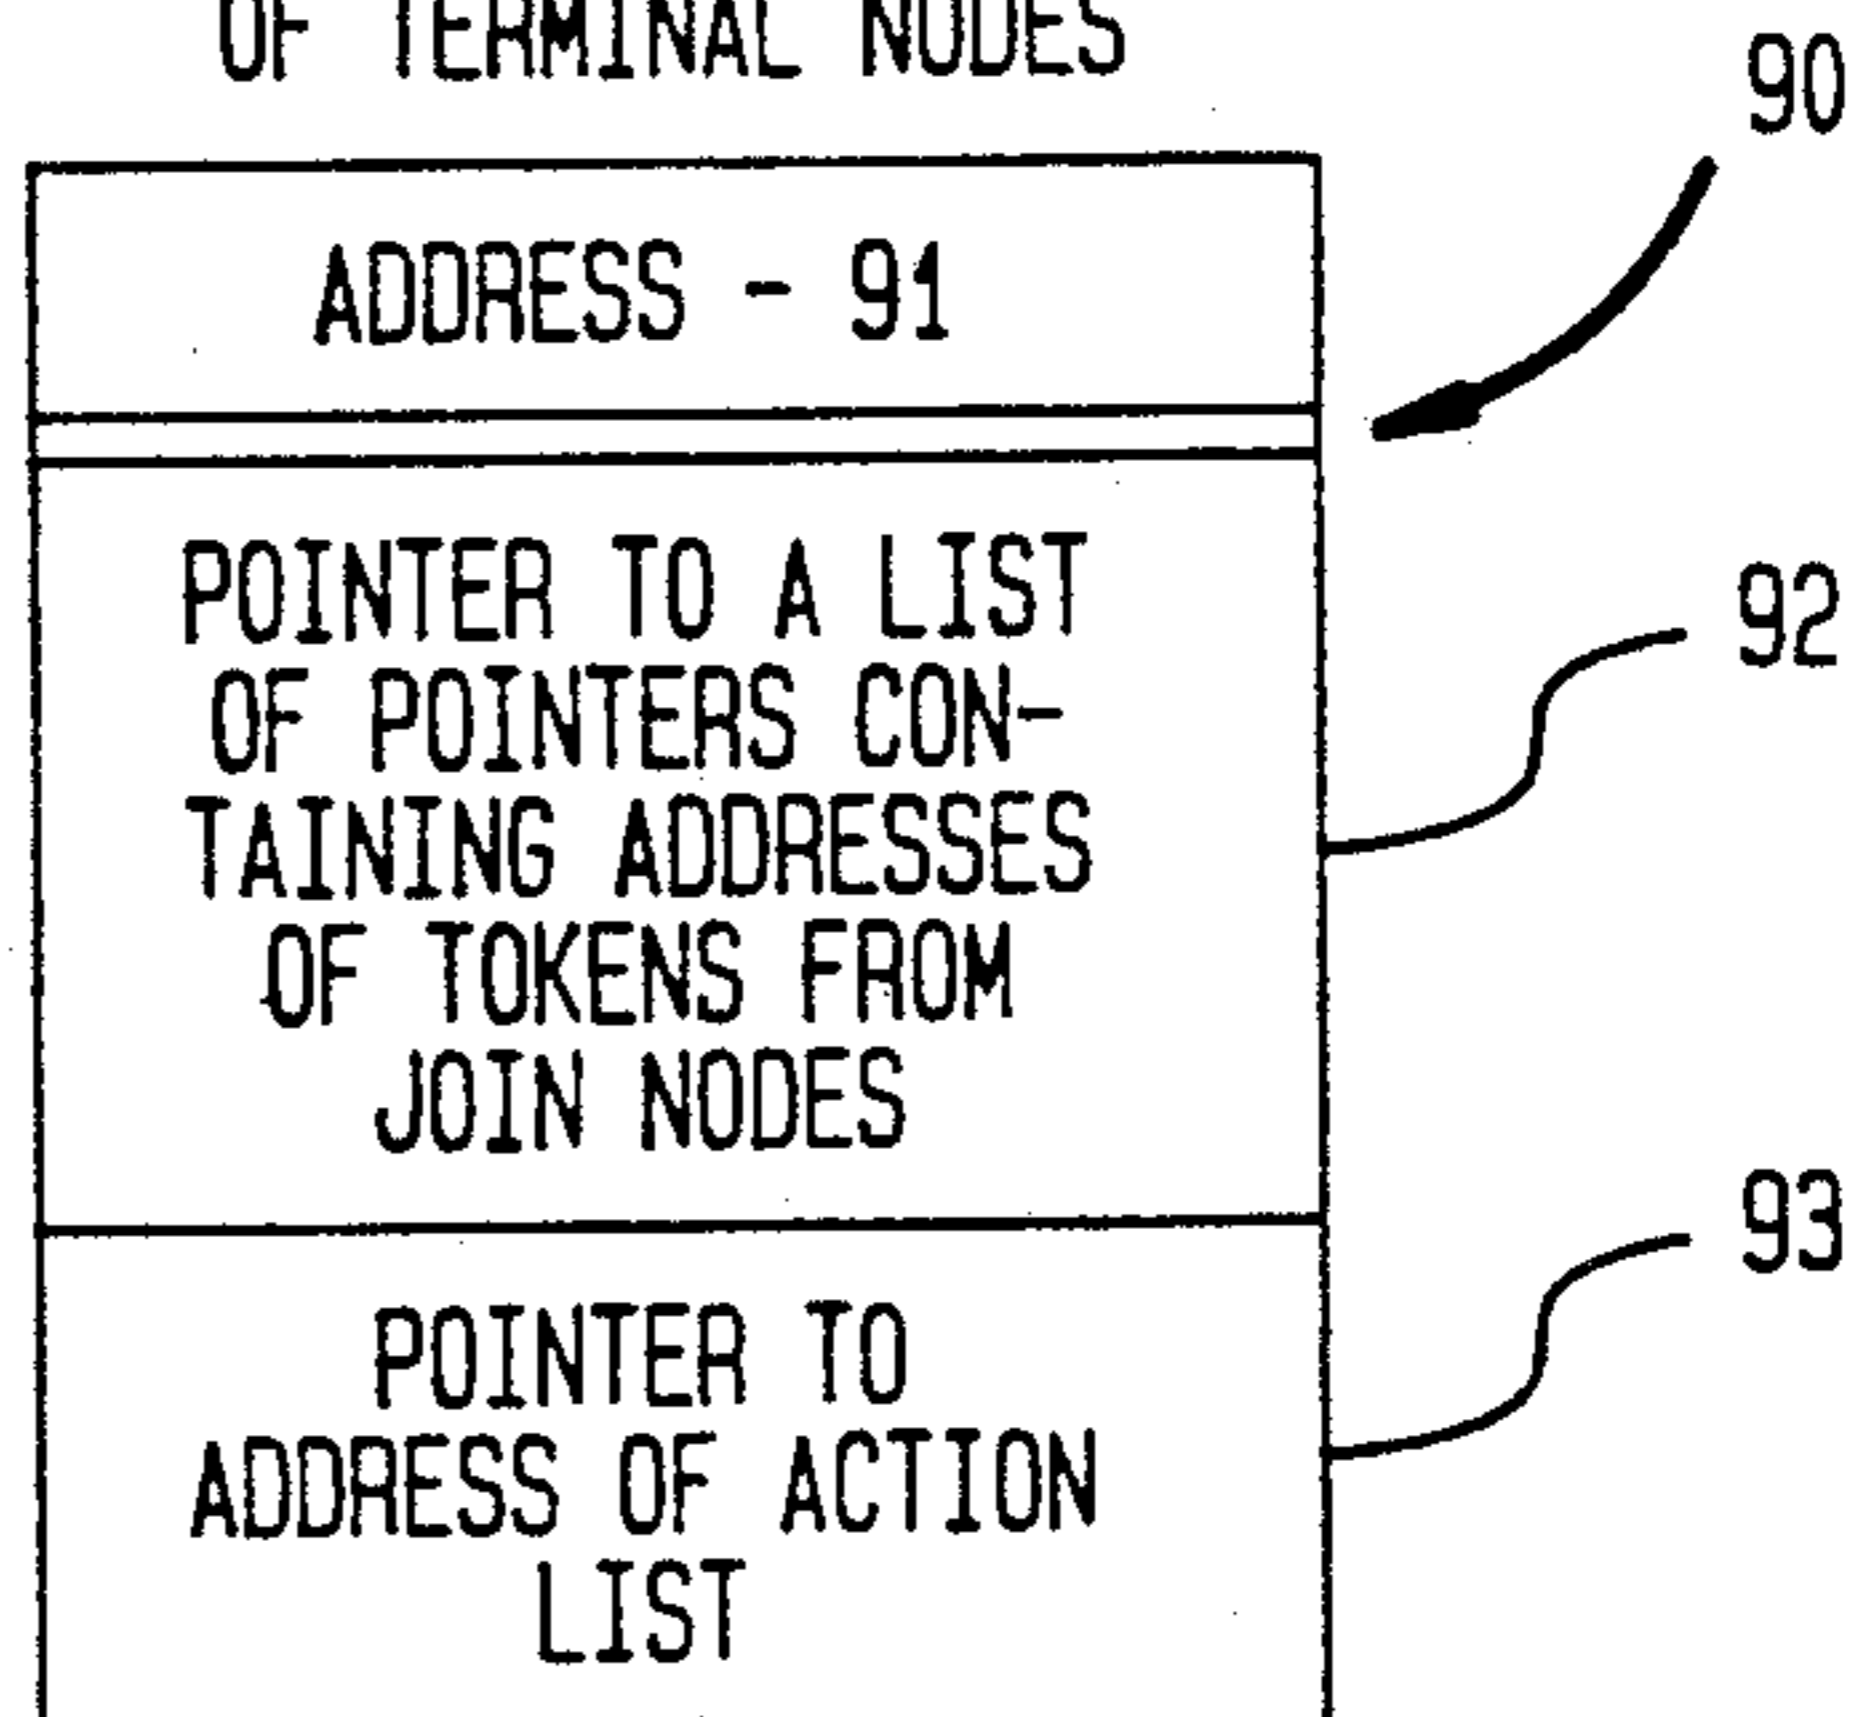 OF TERMINAL NODES
90
ADDRESS - 91
POINTER TO A LIST
OF POINTERS CON-
TAINING ADDRESSES
OF TOKENS FROM
JOIN NODES
92
POINTER TO
ADDRESS OF ACTION
LIST
93